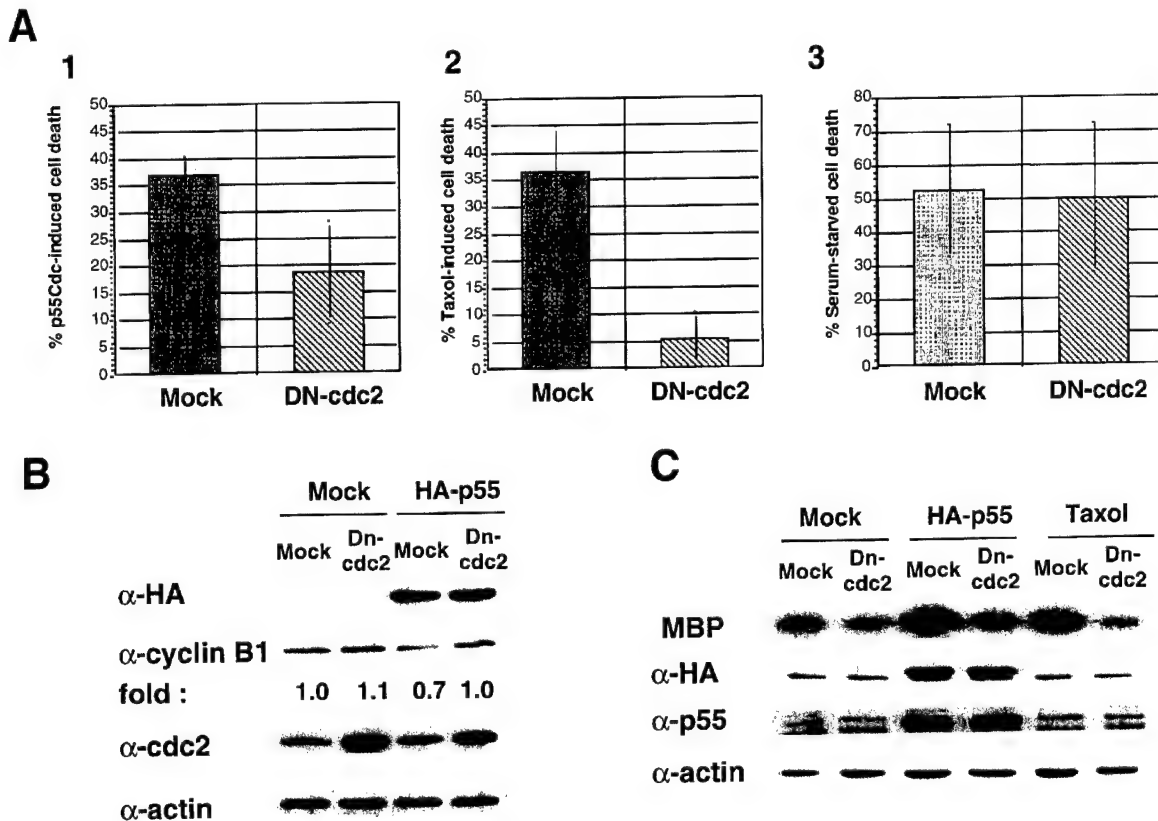 A
1
% p55Cdc-induced cell death
50
45
40
35
30
25
20
15
10
5
0
Mock DN-cdc2
2
% Taxol-induced cell death
50
45
40
35
30
25
20
15
10
5
0
Mock DN-cdc2
3
% Serum-starved cell death
80
70
60
50
40
30
20
10
0
Mock DN-cdc2
B
Mock HA-p55
Mock Dn-cdc2 Mock Dn-cdc2
α-HA
α-cyclin B1
fold : 1.0 1.1 0.7 1.0
α-cdc2
α-actin
C
Mock HA-p55 Taxol
Mock Dn-cdc2 Mock Dn-cdc2 Mock Dn-cdc2
MBP
α-HA
α-p55
α-actin